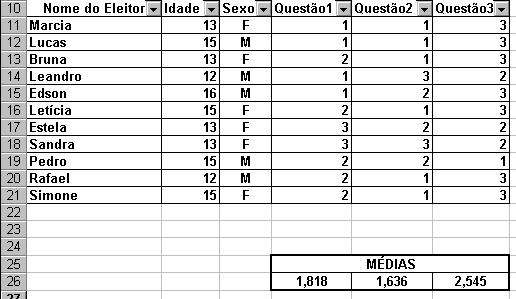 10 Nome do Eleitor Idade Sexo Questão1 Questão2 Questão3
11 Marcia 13 F 1 1 3
12 Lucas 15 M 1 1 3
13 Bruna 13 F 2 1 3
14 Leandro 12 M 1 3 2
15 Edson 16 M 1 2 3
16 Letícia 15 F 2 1 3
17 Estela 13 F 3 2 2
18 Sandra 13 F 3 3 2
19 Pedro 15 M 2 2 1
20 Rafael 12 M 2 1 3
21 Simone 15 F 2 1 3
22
23
24
25 MÉDIAS
26 1,818 1,636 2,545
27